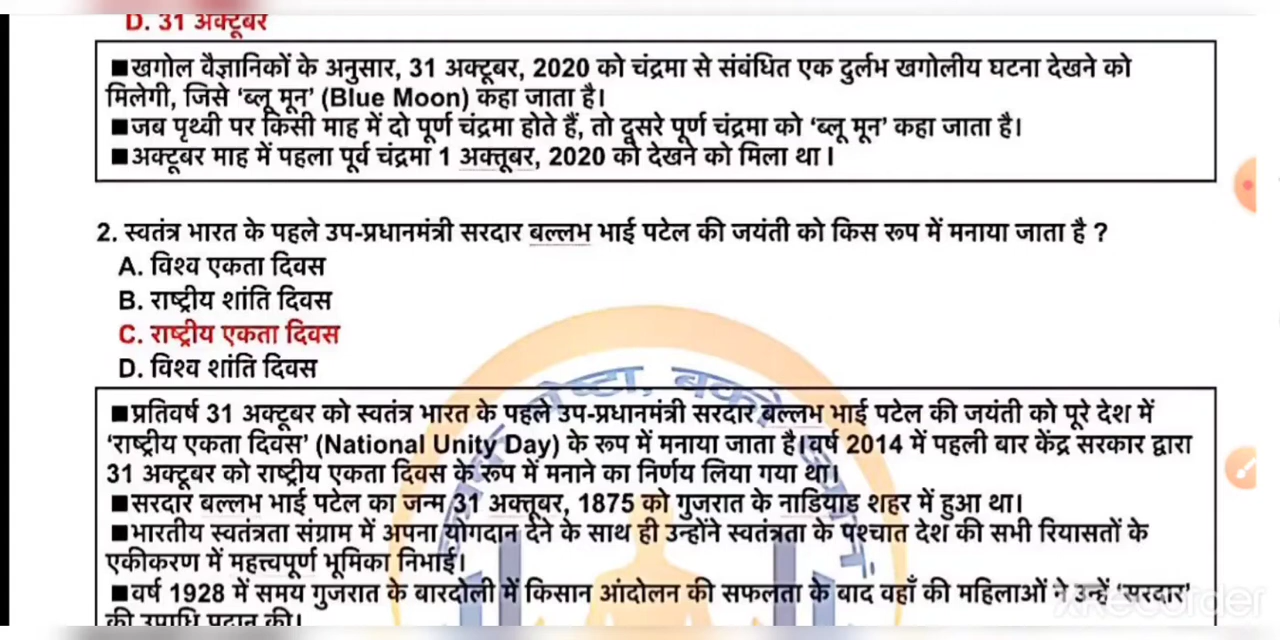 D. 31 अक्टूबर
■खगोल वैज्ञानिकों के अनुसार, 31 अक्टूबर, 2020 को चंद्रमा से संबंधित एक दुर्लभ खगोलीय घटना देखने को
मिलेगी, जिसे ‘ब्लू मून’ (Blue Moon) कहा जाता है।
■जब पृथ्वी पर किसी माह में दो पूर्ण चंद्रमा होते हैं, तो दूसरे पूर्ण चंद्रमा को ‘ब्लू मून’ कहा जाता है।
■अक्टूबर माह में पहला पूर्व चंद्रमा 1 अक्तूबर, 2020 को देखने को मिला था।
2. स्वतंत्र भारत के पहले उप-प्रधानमंत्री सरदार बल्लभ भाई पटेल की जयंती को किस रूप में मनाया जाता है ?
A. विश्व एकता दिवस
B. राष्ट्रीय शांति दिवस
C. राष्ट्रीय एकता दिवस
D. विश्व शांति दिवस
■प्रतिवर्ष 31 अक्टूबर को स्वतंत्र भारत के पहले उप-प्रधानमंत्री सरदार बल्लभ भाई पटेल की जयंती को पूरे देश में
‘राष्ट्रीय एकता दिवस’ (National Unity Day) के रूप में मनाया जाता है।वर्ष 2014 में पहली बार केंद्र सरकार द्वारा
31 अक्टूबर को राष्ट्रीय एकता दिवस के रूप में मनाने का निर्णय लिया गया था।
■सरदार बल्लभ भाई पटेल का जन्म 31 अक्तूबर, 1875 को गुजरात के नाडियाड शहर में हुआ था।
■भारतीय स्वतंत्रता संग्राम में अपना योगदान देने के साथ ही उन्होंने स्वतंत्रता के पश्चात देश की सभी रियासतों के
एकीकरण में महत्त्वपूर्ण भूमिका निभाई।
■वर्ष 1928 में समय गुजरात के बारदोली में किसान आंदोलन की सफलता के बाद वहाँ की महिलाओं ने उन्हें ‘सरदार’
की उपाधि प्रदान की।
XRecorder